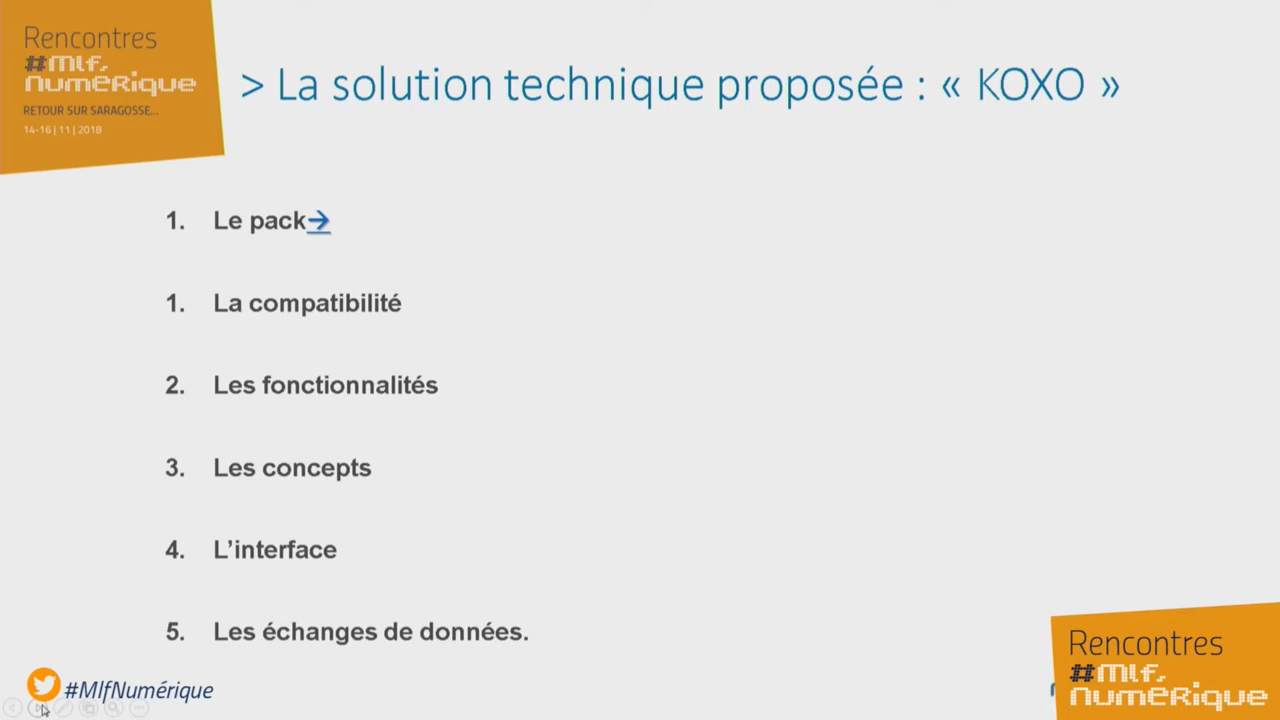 Rencontres
#mlf.
numérique
RETOUR SUR SARAGOSSE...
14-16 | 11 | 2018
> La solution technique proposée : « KOXO »
1. Le pack→
1. La compatibilité
2. Les fonctionnalités
3. Les concepts
4. L’interface
5. Les échanges de données.
#MlfNumérique
Rencontres
#mlf.
numérique